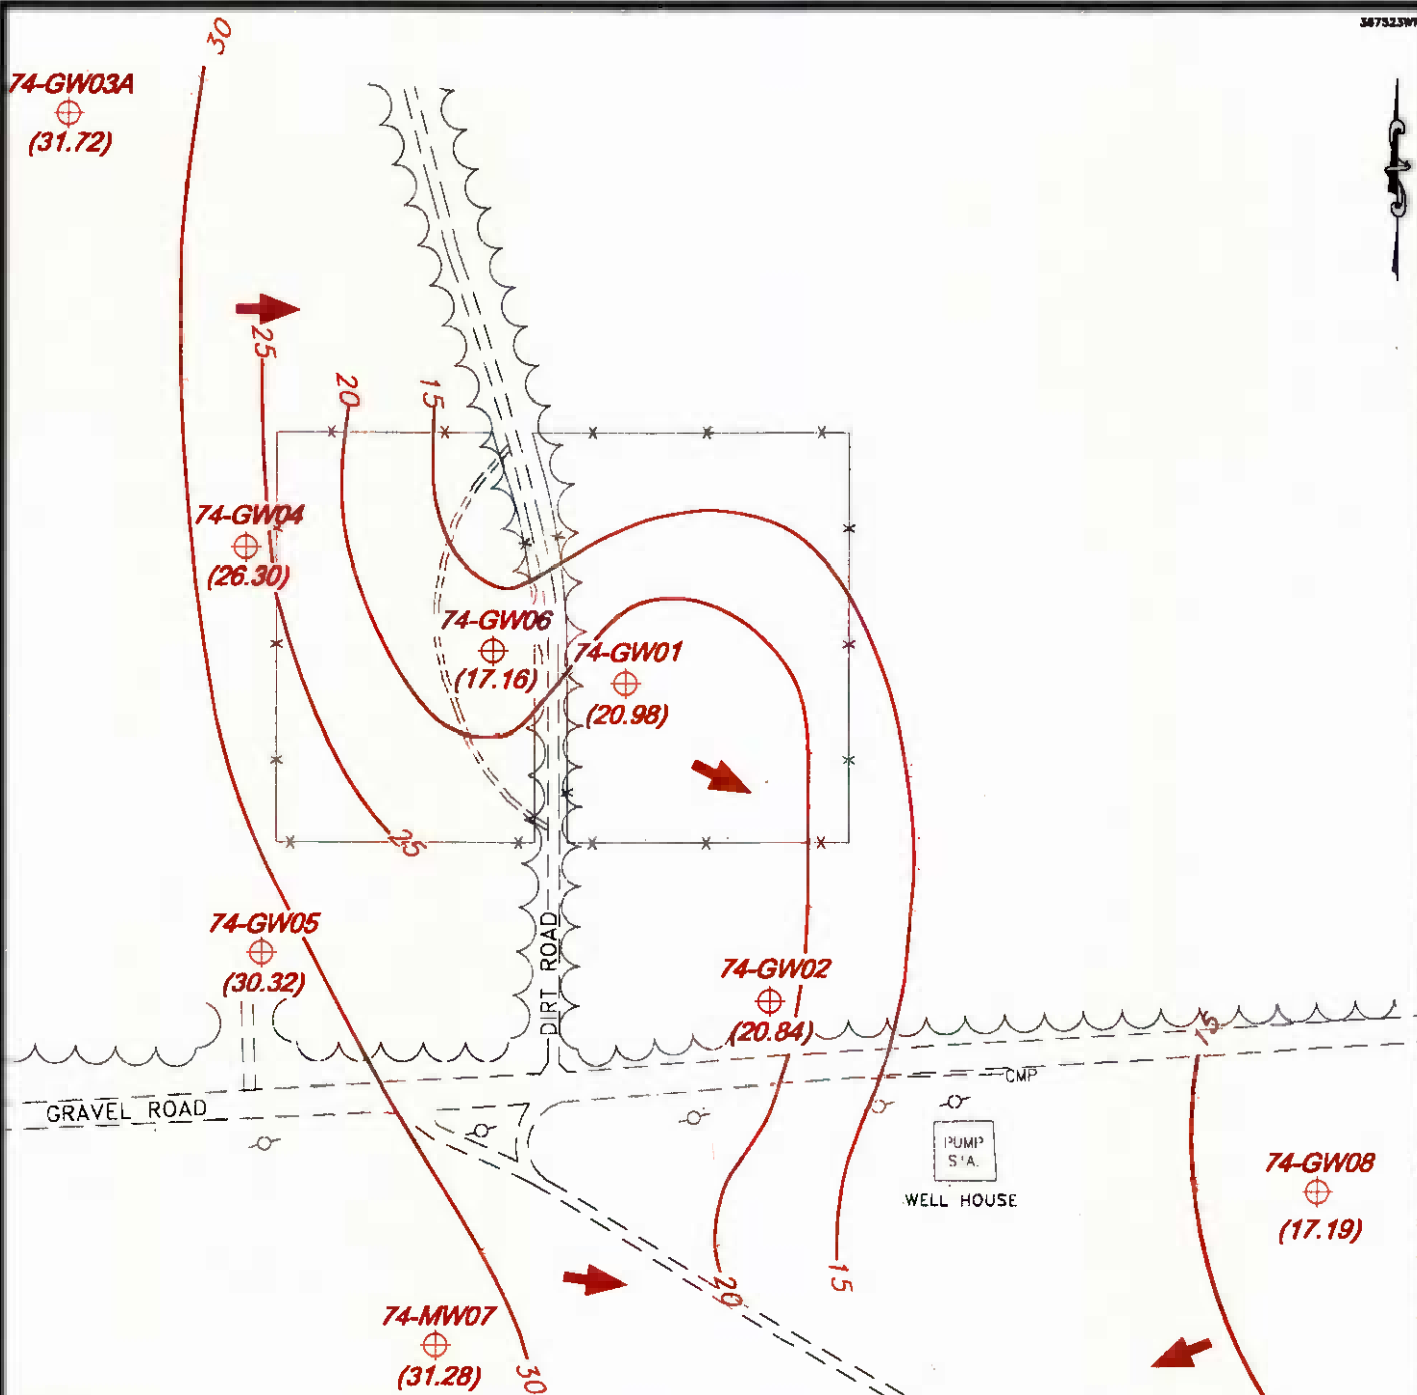 30
74-GW03A
(31.72)
25
20
15
74-GW04
(26.30)
74-GW06
(17.16)
74-GW01
(20.98)
25
74-GW05
(30.32)
DIRT ROAD
74-GW02
(20.84)
15
CMP
GRAVEL ROAD
PUMP
STA.
WELL HOUSE
74-GW08
(17.19)
20
15
74-MW07
(31.28)
30